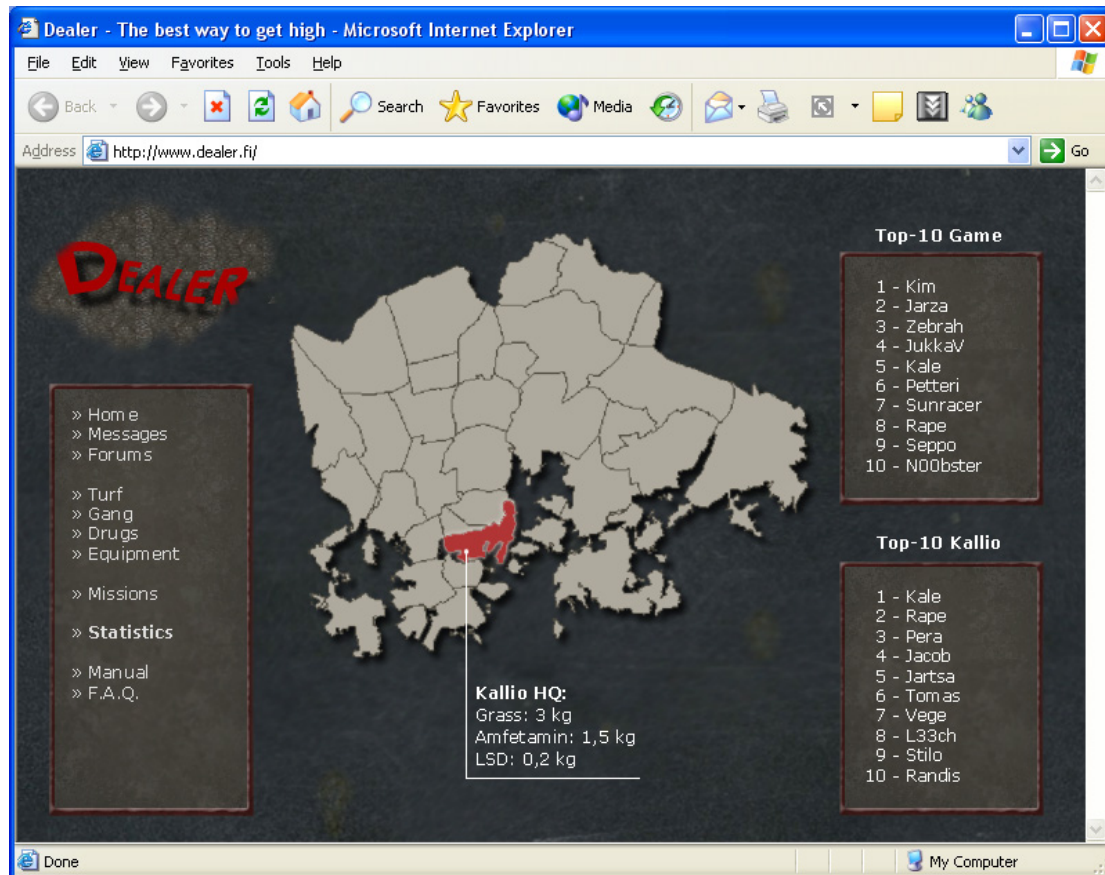 Dealer - The best way to get high - Microsoft Internet Explorer
File Edit View Favorites Tools Help
Back Search Favorites Media
Address http://www.dealer.fi/ Go
DEALER
» Home
» Messages
» Forums
» Turf
» Gang
» Drugs
» Equipment
» Missions
» Statistics
» Manual
» F.A.Q.
Kallio HQ:
Grass: 3 kg
Amfetamin: 1,5 kg
LSD: 0,2 kg
Top-10 Game
1 - Kim
2 - Jarza
3 - Zebrah
4 - JukkaV
5 - Kale
6 - Petteri
7 - Sunracer
8 - Rape
9 - Seppo
10 - N00bster
Top-10 Kallio
1 - Kale
2 - Rape
3 - Pera
4 - Jacob
5 - Jartsa
6 - Tomas
7 - Vege
8 - L33ch
9 - Stilo
10 - Randis
Done My Computer